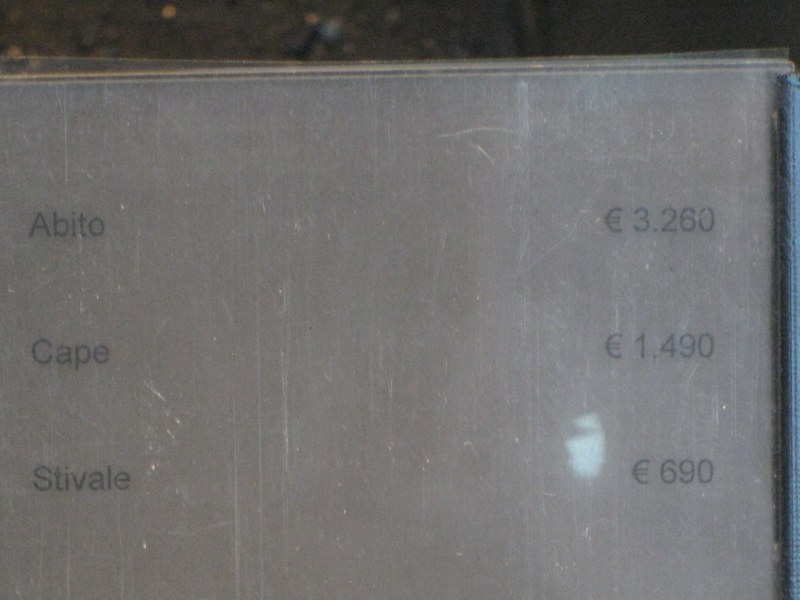 Abito € 3.260
Cape € 1.490
Stivale € 690